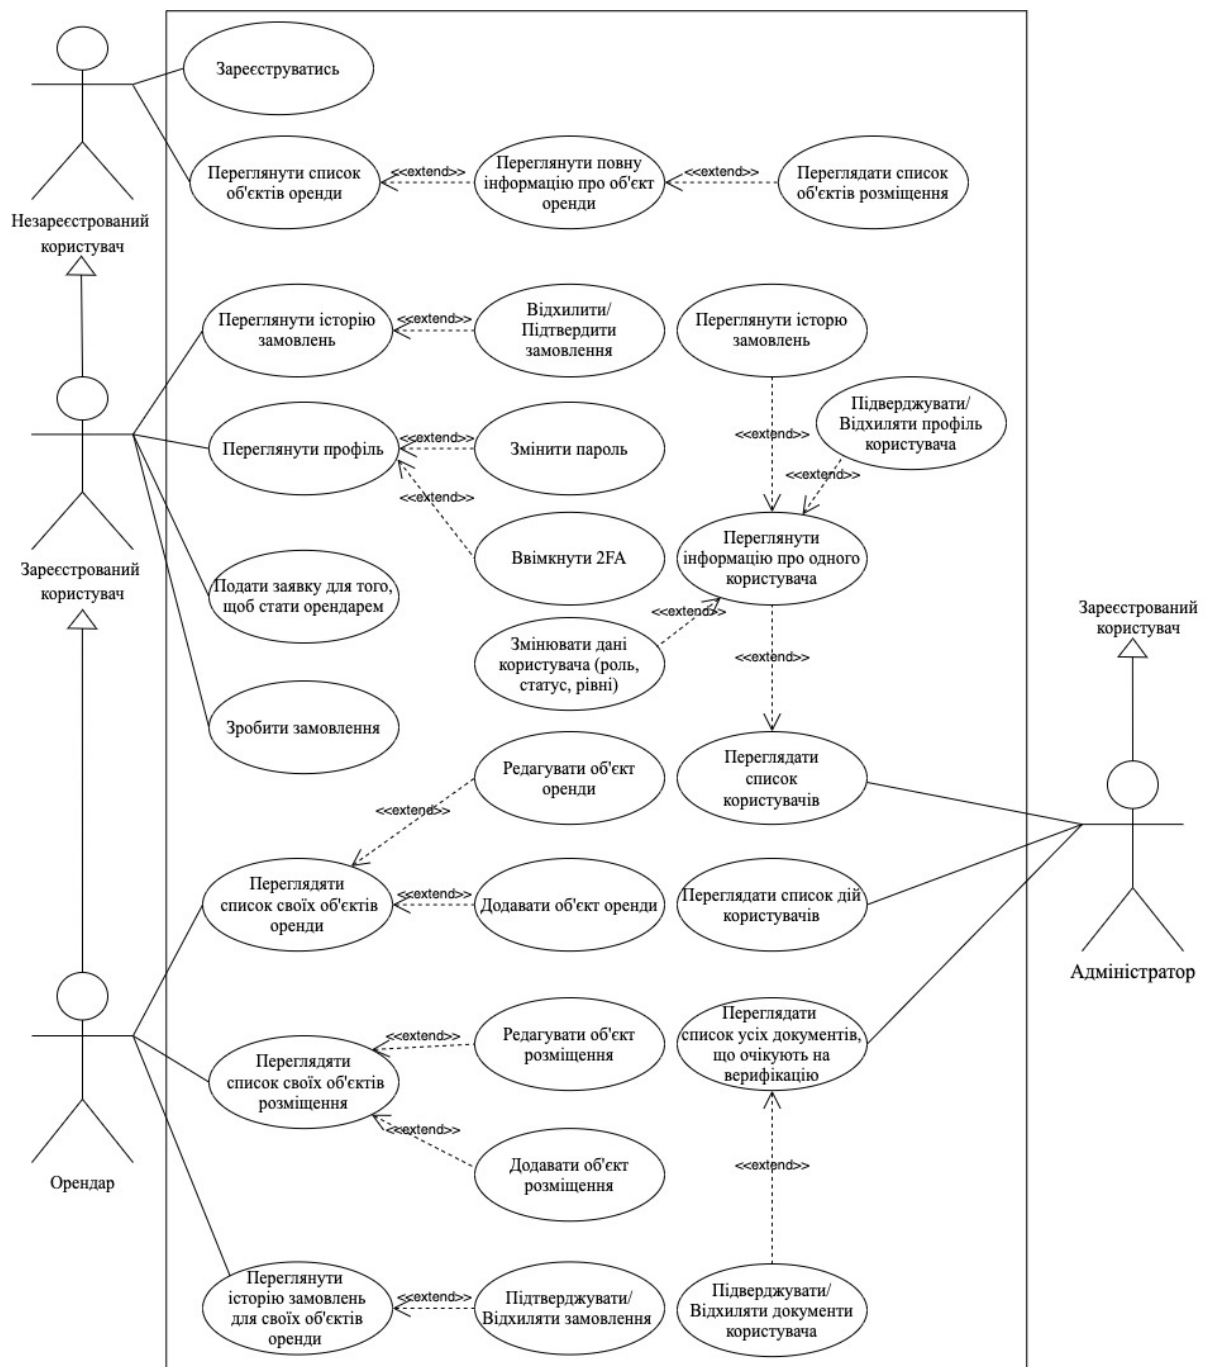 Зареєструватись
Переглянути список
об'єктів оренди
<<extend>>
Переглянути повну
інформацію про об'єкт
оренди
<<extend>>
Переглядати список
об'єктів розміщення
Незареєстрований
користувач
Переглянути історію
замовлень
<<extend>>
Відхилити/
Підтвердити
замовлення
Переглянути історю
замовлень
Переглянути профіль
<<extend>>
Змінити пароль
<<extend>>
Підверджувати/
Відхиляти профіль
користувача
<<extend>>
<<extend>>
Ввімкнути 2FA
Переглянути
інформацію про одного
користувача
Зареєстрований
користувач
Подати заявку для того,
щоб стати орендарем
<<extend>>
Змінювати дані
користувача (роль,
статус, рівні)
<<extend>>
Зареєстрований
користувач
Зробити замовлення
Редагувати об'єкт
оренди
Переглядати
список
користувачів
<<extend>>
Переглядяти
список своїх об'єктів
оренди
<<extend>>
Додавати об'єкт оренди
Переглядати список дій
користувачів
Адміністратор
Переглядяти
список своїх об'єктів
розміщення
<<extend>>
Редагувати об'єкт
розміщення
Переглядати
список усіх документів,
що очікують на
верифікацію
<<extend>>
Додавати об'єкт
розміщення
<<extend>>
Орендар
Переглянути
історію замовлень
для своїх об'єктів
оренди
<<extend>>
Підтверджувати/
Відхиляти замовлення
Підверджувати/
Відхиляти документи
користувача